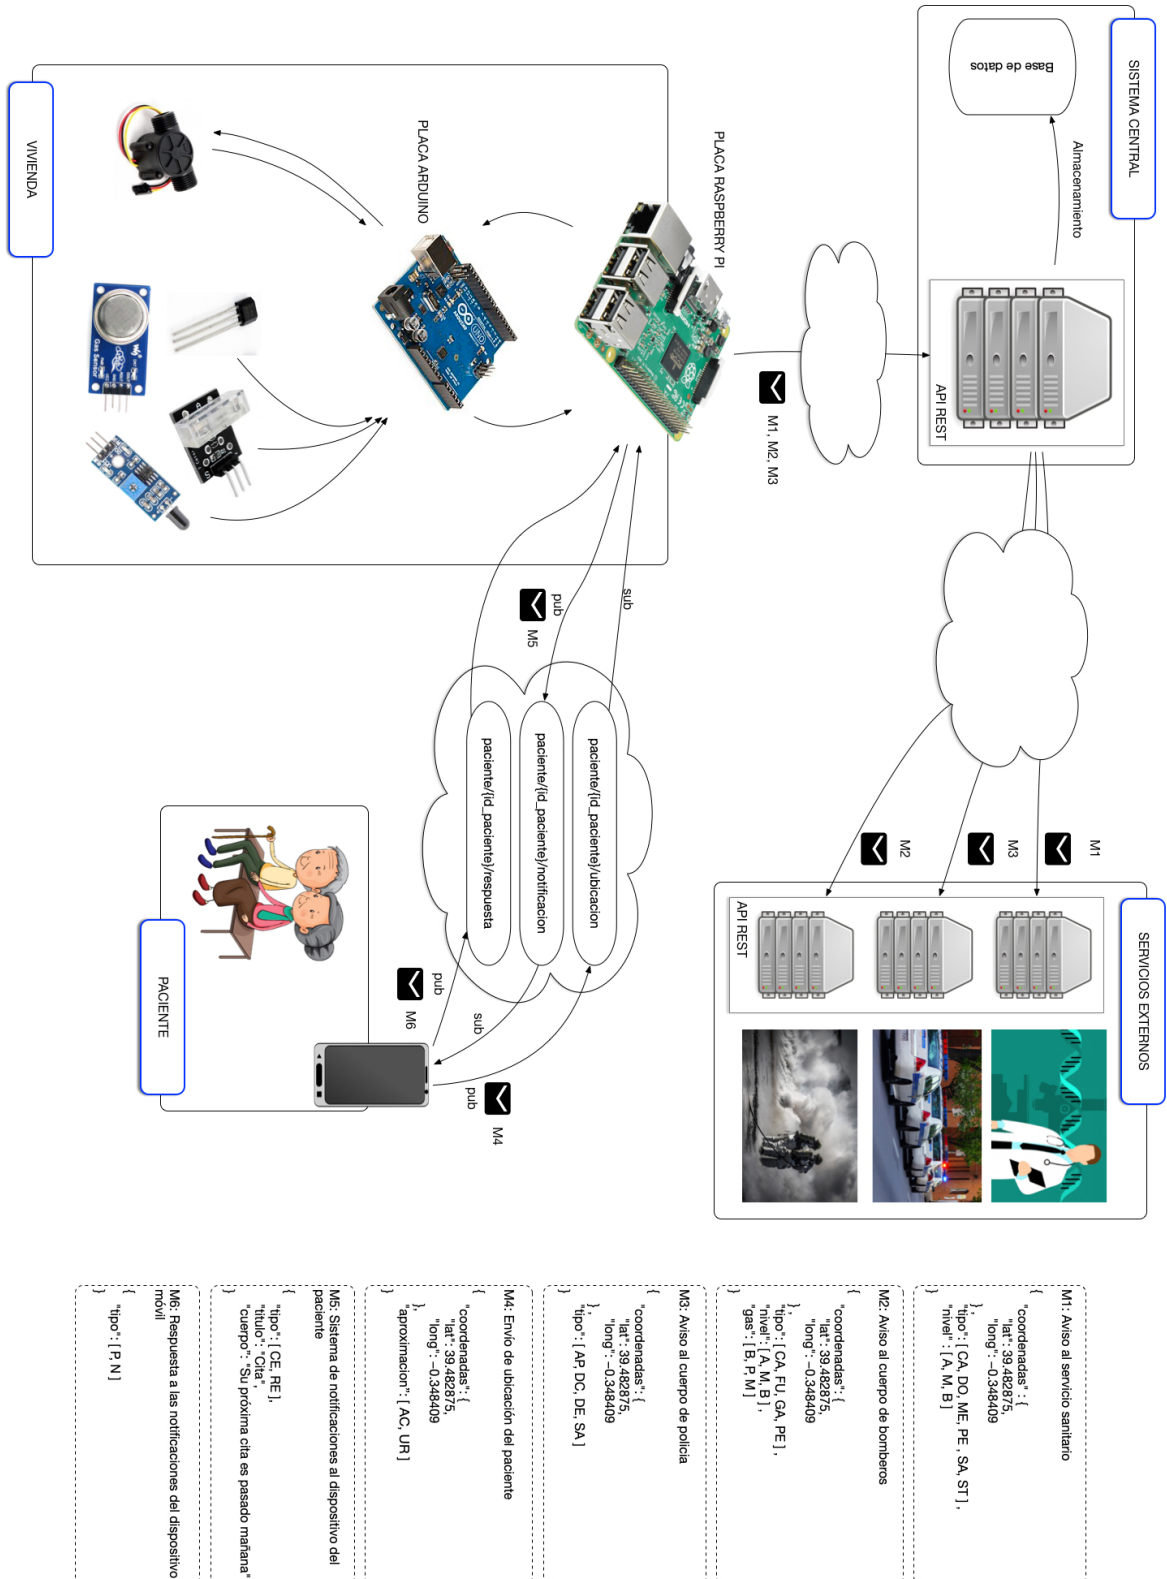 SISTEMA CENTRAL
Base de datos
Almacenamiento
API REST
SERVICIOS EXTERNOS
API REST
M1
M3
M2
PLACA RASPBERRY PI
M1, M2, M3
PLACA ARDUINO
VIVIENDA
Gas Sensor
UNO
sub
pub
M5
paciente/{id_paciente}/ubicacion
paciente/{id_paciente}/notificacion
paciente/{id_paciente}/respuesta
pub
M6
sub
pub
M4
PACIENTE
M1: Aviso al servicio sanitario
{
"coordenadas" : {
"lat": 39.482875,
"long": –0.348409
},
"tipo": [ CA, DO, ME, PE , SA, ST ] ,
"nivel" : [ A, M, B ]
}
M2: Aviso al cuerpo de bomberos
{
"coordenadas": {
"lat": 39.482875,
"long": –0.348409
},
"tipo": [ CA, FU, GA, PE ] ,
"nivel": [ A, M, B ] ,
"gas": [ B, P, M ]
}
M3: Aviso al cuerpo de policia
{
"coordenadas": {
"lat": 39.482875,
"long": –0.348409
} ,
"tipo": [ AP, DC, DE, SA ]
}
M4: Envío de ubicación del paciente
{
"coordenadas": {
"lat": 39.482875,
"long": –0.348409
},
"aproximacion": [ AC, UR ]
}
M5: Sistema de notificaciones al dispositivo del
paciente
{
"tipo": [ CE, RE ],
"titulo": "Cita",
"cuerpo": "Su próxima cita es pasado mañana"
}
M6: Respuesta a las notificaciones del dispositivo
móvil
{
"tipo": [ P, N ]
}